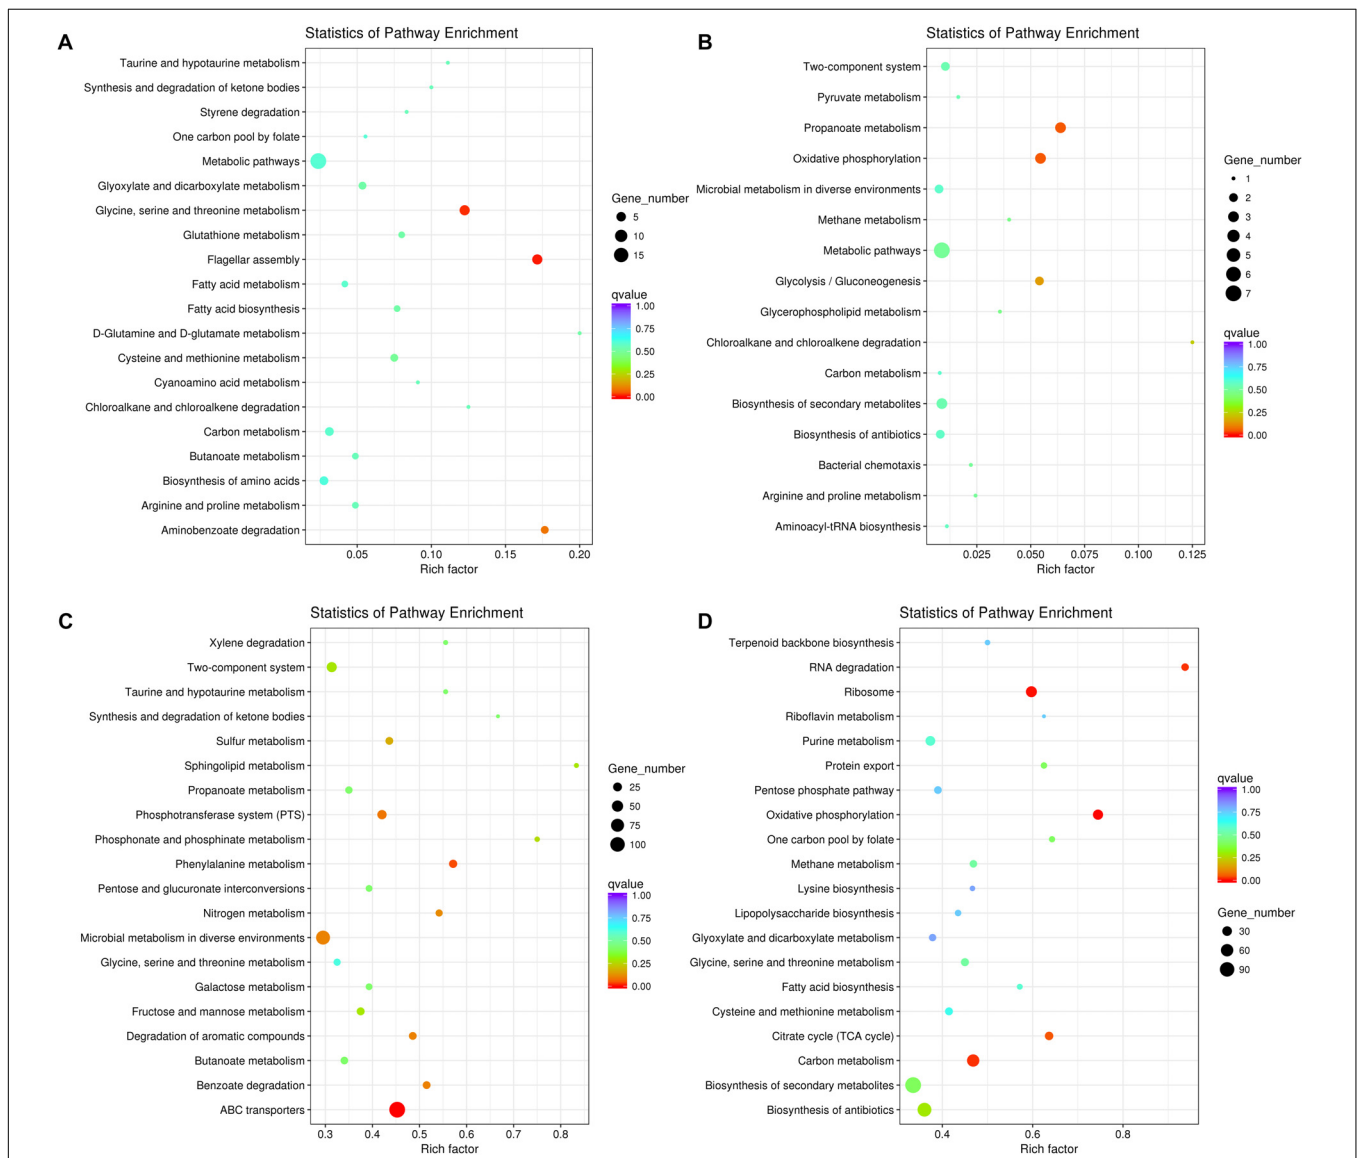 A
Statistics of Pathway Enrichment
Taurine and hypotaurine metabolism
Synthesis and degradation of ketone bodies
Styrene degradation
One carbon pool by folate
Metabolic pathways
Glyoxylate and dicarboxylate metabolism
Glycine, serine and threonine metabolism
Glutathione metabolism
Flagellar assembly
Fatty acid metabolism
Fatty acid biosynthesis
D-Glutamine and D-glutamate metabolism
Cysteine and methionine metabolism
Cyanoamino acid metabolism
Chloroalkane and chloroalkene degradation
Carbon metabolism
Butanoate metabolism
Biosynthesis of amino acids
Arginine and proline metabolism
Aminobenzoate degradation
0.05 0.10 0.15 0.20
Rich factor
Gene_number
5
10
15
qvalue
1.00
0.75
0.50
0.25
0.00
B
Statistics of Pathway Enrichment
Two-component system
Pyruvate metabolism
Propanoate metabolism
Oxidative phosphorylation
Microbial metabolism in diverse environments
Methane metabolism
Metabolic pathways
Glycolysis / Gluconeogenesis
Glycerophospholipid metabolism
Chloroalkane and chloroalkene degradation
Carbon metabolism
Biosynthesis of secondary metabolites
Biosynthesis of antibiotics
Bacterial chemotaxis
Arginine and proline metabolism
Aminoacyl-tRNA biosynthesis
0.025 0.050 0.075 0.100 0.125
Rich factor
Gene_number
1
2
3
4
5
6
7
qvalue
1.00
0.75
0.50
0.25
0.00
C
Statistics of Pathway Enrichment
Xylene degradation
Two-component system
Taurine and hypotaurine metabolism
Synthesis and degradation of ketone bodies
Sulfur metabolism
Sphingolipid metabolism
Propanoate metabolism
Phosphotransferase system (PTS)
Phosphonate and phosphinate metabolism
Phenylalanine metabolism
Pentose and glucuronate interconversions
Nitrogen metabolism
Microbial metabolism in diverse environments
Glycine, serine and threonine metabolism
Galactose metabolism
Fructose and mannose metabolism
Degradation of aromatic compounds
Butanoate metabolism
Benzoate degradation
ABC transporters
0.3 0.4 0.5 0.6 0.7 0.8
Rich factor
Gene_number
25
50
75
100
qvalue
1.00
0.75
0.50
0.25
0.00
D
Statistics of Pathway Enrichment
Terpenoid backbone biosynthesis
RNA degradation
Ribosome
Riboflavin metabolism
Purine metabolism
Protein export
Pentose phosphate pathway
Oxidative phosphorylation
One carbon pool by folate
Methane metabolism
Lysine biosynthesis
Lipopolysaccharide biosynthesis
Glyoxylate and dicarboxylate metabolism
Glycine, serine and threonine metabolism
Fatty acid biosynthesis
Cysteine and methionine metabolism
Citrate cycle (TCA cycle)
Carbon metabolism
Biosynthesis of secondary metabolites
Biosynthesis of antibiotics
0.4 0.6 0.8
Rich factor
qvalue
1.00
0.75
0.50
0.25
0.00
Gene_number
30
60
90